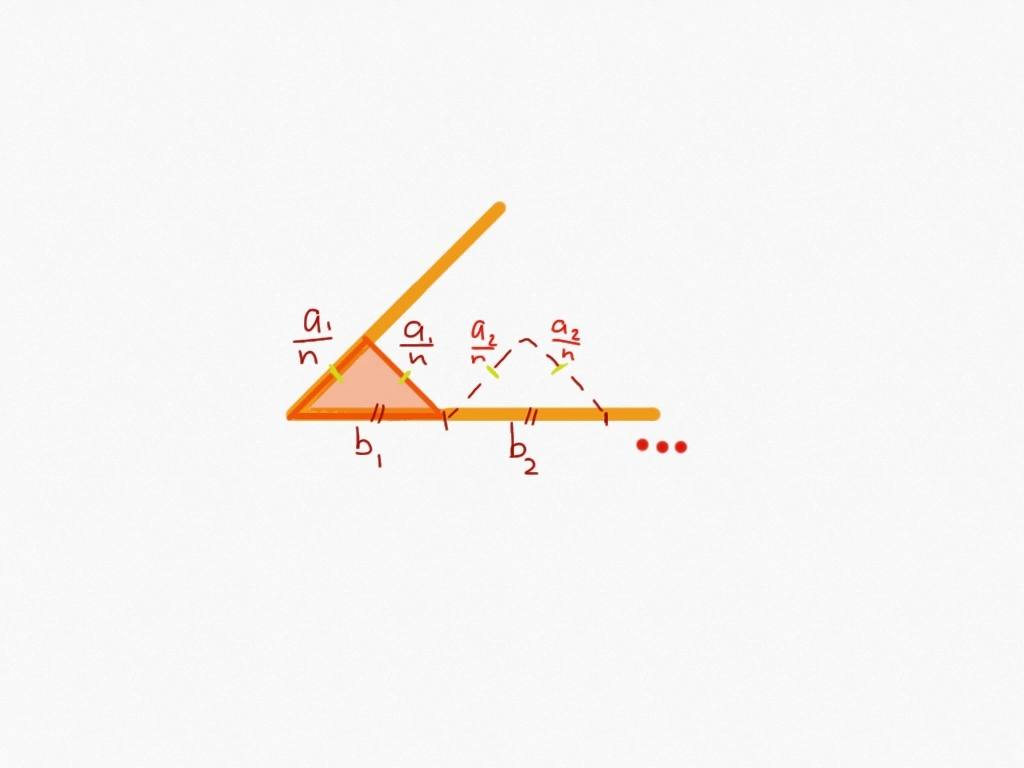 a₁/n
a₁/n
a₂/n
a₂/n
b₁
b₂
...